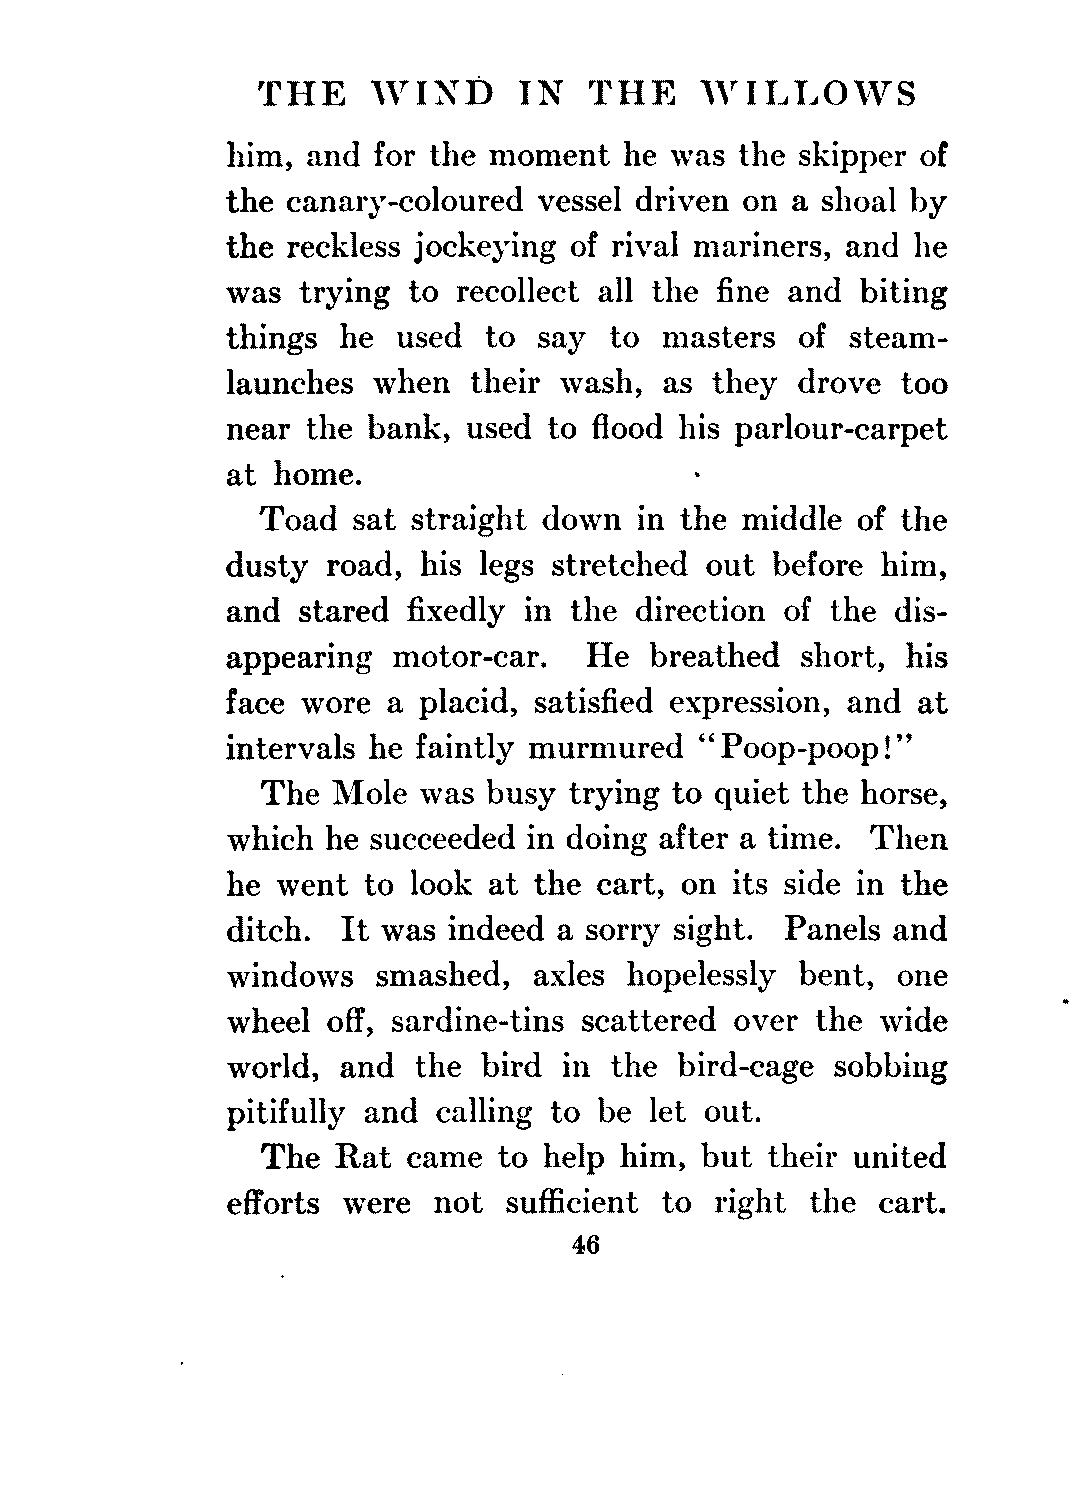 THE WIND IN THE WILLOWS
him, and for the moment he was the skipper of
the canary-coloured vessel driven on a shoal by
the reckless jockeying of rival mariners, and he
was trying to recollect all the fine and biting
things he used to say to masters of steam-
launches when their wash, as they drove too
near the bank, used to flood his parlour-carpet
at home.
Toad sat straight down in the middle of the
dusty road, his legs stretched out before him,
and stared fixedly in the direction of the dis-
appearing motor-car. He breathed short, his
face wore a placid, satisfied expression, and at
intervals he faintly murmured “Poop-poop!”
The Mole was busy trying to quiet the horse,
which he succeeded in doing after a time. Then
he went to look at the cart, on its side in the
ditch. It was indeed a sorry sight. Panels and
windows smashed, axles hopelessly bent, one
wheel off, sardine-tins scattered over the wide
world, and the bird in the bird-cage sobbing
pitifully and calling to be let out.
The Rat came to help him, but their united
efforts were not sufficient to right the cart.
46